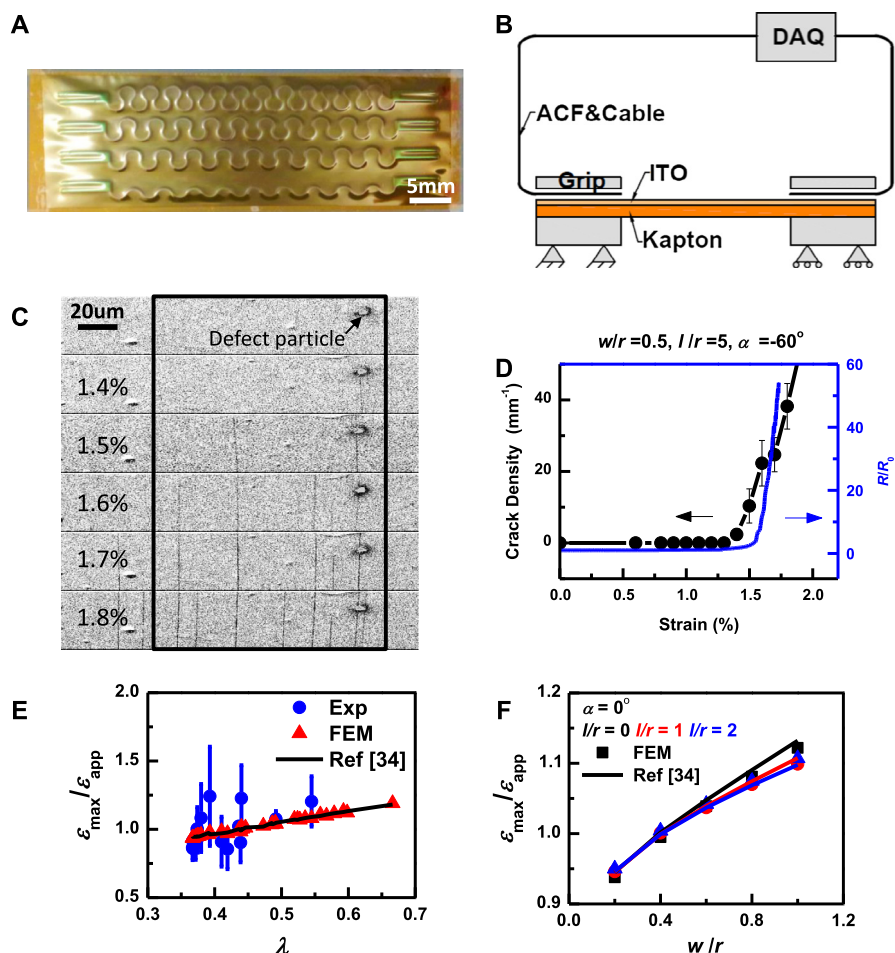 A
5mm
B
DAQ
ACF&Cable
Grip
ITO
Kapton
C
20um
Defect particle
1.4%
1.5%
1.6%
1.7%
1.8%
D
w/r=0.5, l/r=5, α =-60°
Crack Density (mm⁻¹)
40
20
0
0.0 0.5 1.0 1.5 2.0
Strain (%)
60
40
20
0
R/R₀
E
ε_max/ε_app
2.0
1.5
1.0
0.5
Exp
FEM
Ref [34]
0.3 0.4 0.5 0.6 0.7
λ
F
ε_max/ε_app
1.2
1.1
1.0
0.9
α = 0°
l/r = 0 l/r = 1 l/r = 2
FEM
Ref [34]
0.0 0.4 0.8 1.2
w/r